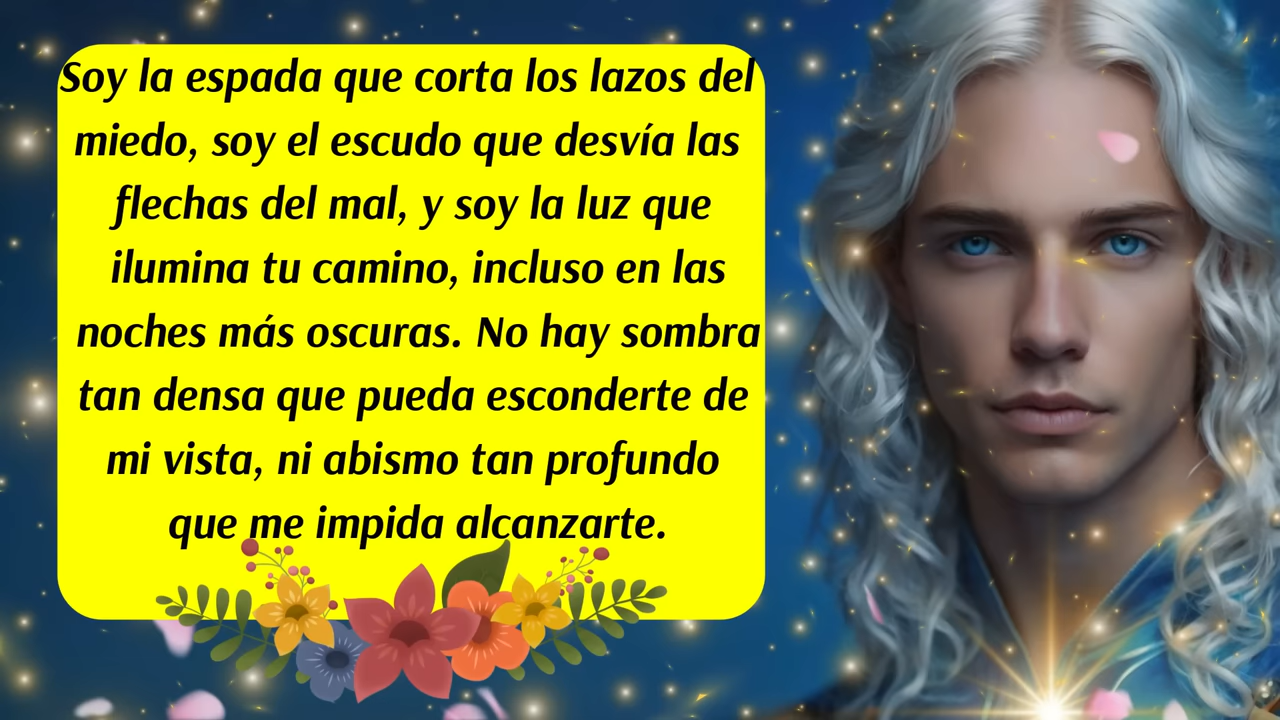 Soy la espada que corta los lazos del
miedo, soy el escudo que desvía las
flechas del mal, y soy la luz que
ilumina tu camino, incluso en las
noches más oscuras. No hay sombra
tan densa que pueda esconderte de
mi vista, ni abismo tan profundo
que me impida alcanzarte.